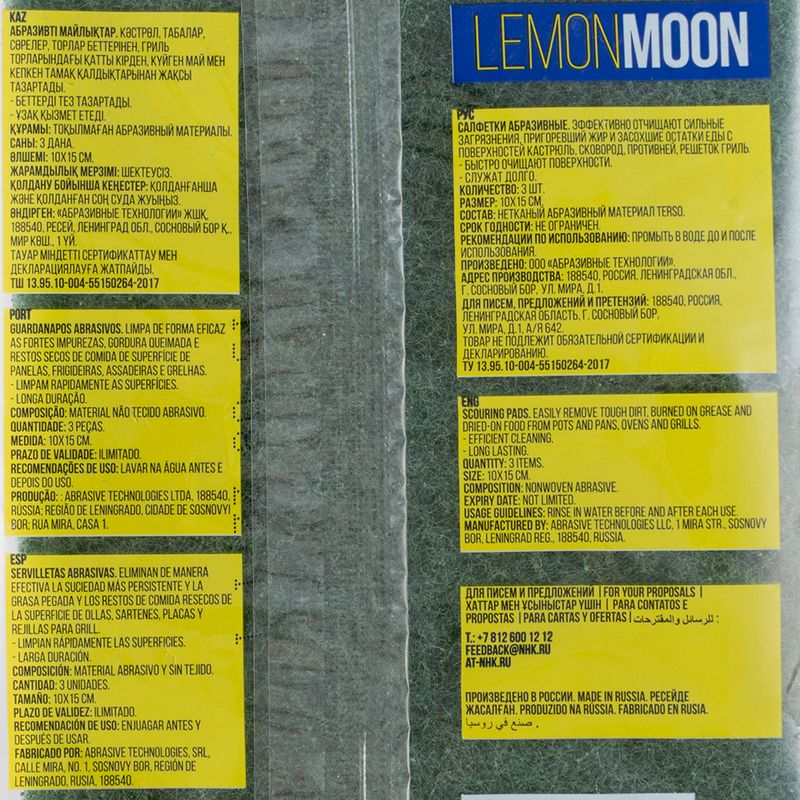 KAZ
АБРАЗИВТІ МАЙЛЫҚТАР. КӘСТРӨЛ, ТАБАЛАР,
СӨРЕЛЕР, ТОРЛАР БЕТТЕРІНЕН, ГРИЛЬ
ТОРЛАРЫНДАҒЫ ҚАТТЫ КІРДЕН, КҮЙГЕН МАЙ МЕН
КЕПКЕН ТАМАҚ ҚАЛДЫҚТАРЫНАН ЖАҚСЫ
ТАЗАРТАДЫ.
- БЕТТЕРДІ ТЕЗ ТАЗАРТАДЫ.
- ҰЗАҚ ҚЫЗМЕТ ЕТЕДІ.
ҚҰРАМЫ: ТОҚЫЛМАҒАН АБРАЗИВНЫЙ МАТЕРИАЛЫ.
САНЫ: 3 ДАНА.
ӨЛШЕМІ: 10X15 СМ.
ЖАРАМДЫЛЫҚ МЕРЗІМІ: ШЕКТЕУСІЗ.
ҚОЛДАНУ БОЙЫНША КЕҢЕСТЕР: ҚОЛДАНҒАНША
ЖӘНЕ ҚОЛДАНҒАН СОҢ СУДА ЖУЫҢЫЗ.
ӨНДІРГЕН: «АБРАЗИВНЫЕ ТЕХНОЛОГИИ» ЖШҚ,
188540, РЕСЕЙ, ЛЕНИНГРАД ОБЛ., СОСНОВЫЙ БОР Қ.,
МИР КӨШ., 1 ҮЙ.
ТАУАР МІНДЕТТІ СЕРТИФИКАТТАУ МЕН
ДЕКЛАРАЦИЯЛАУҒА ЖАТПАЙДЫ.
ТШ 13.95.10-004-55150264-2017
PORT
GUARDANAPOS ABRASIVOS. LIMPA DE FORMA EFICAZ
AS FORTES IMPUREZAS, GORDURA QUEIMADA E
RESTOS SECOS DE COMIDA DE SUPERFÍCIE DE
PANELAS, FRIGIDEIRAS, ASSADEIRAS E GRELHAS.
- LIMPAM RAPIDAMENTE AS SUPERFÍCIES.
- LONGA DURAÇÃO.
COMPOSIÇÃO: MATERIAL NÃO TECIDO ABRASIVO.
QUANTIDADE: 3 PEÇAS.
MEDIDA: 10X15 CM.
PRAZO DE VALIDADE: ILIMITADO.
RECOMENDAÇÕES DE USO: LAVAR NA ÁGUA ANTES E
DEPOIS DO USO.
PRODUÇÃO: : ABRASIVE TECHNOLOGIES LTDA, 188540,
RÚSSIA; REGIÃO DE LENINGRADO, CIDADE DE SOSNOVYI
BOR; RUA MIRA, CASA 1.
ESP
SERVILLETAS ABRASIVAS. ELIMINAN DE MANERA
EFECTIVA LA SUCIEDAD MÁS PERSISTENTE Y LA
GRASA PEGADA Y LOS RESTOS DE COMIDA RESECOS DE
LA SUPERFICIE DE OLLAS, SARTENES, PLACAS Y
REJILLAS PARA GRILL.
- LIMPIAN RÁPIDAMENTE LAS SUPERFICIES.
- LARGA DURACIÓN.
COMPOSICIÓN: MATERIAL ABRASIVO Y SIN TEJIDO.
CANTIDAD: 3 UNIDADES.
TAMAÑO: 10X15 CM.
PLAZO DE VALIDEZ: ILIMITADO.
RECOMENDACIÓN DE USO: ENJUAGAR ANTES Y
DESPUÉS DE USAR.
FABRICADO POR: ABRASIVE TECHNOLOGIES, SRL,
CALLE MIRA, NO. 1, SOSNOVY BOR, REGIÓN DE
LENINGRADO, RUSIA, 188540.
LEMONMOON
РУС
САЛФЕТКИ АБРАЗИВНЫЕ. ЭФФЕКТИВНО ОТЧИЩАЮТ СИЛЬНЫЕ
ЗАГРЯЗНЕНИЯ, ПРИГОРЕВШИЙ ЖИР И ЗАСОХШИЕ ОСТАТКИ ЕДЫ С
ПОВЕРХНОСТЕЙ КАСТРЮЛЬ, СКОВОРОД, ПРОТИВНЕЙ, РЕШЕТОК ГРИЛЬ.
- БЫСТРО ОЧИЩАЮТ ПОВЕРХНОСТИ.
- СЛУЖАТ ДОЛГО.
КОЛИЧЕСТВО: 3 ШТ.
РАЗМЕР: 10X15 СМ.
СОСТАВ: НЕТКАНЫЙ АБРАЗИВНЫЙ МАТЕРИАЛ TERSO.
СРОК ГОДНОСТИ: НЕ ОГРАНИЧЕН.
РЕКОМЕНДАЦИИ ПО ИСПОЛЬЗОВАНИЮ: ПРОМЫТЬ В ВОДЕ ДО И ПОСЛЕ
ИСПОЛЬЗОВАНИЯ.
ПРОИЗВЕДЕНО: ООО «АБРАЗИВНЫЕ ТЕХНОЛОГИИ».
АДРЕС ПРОИЗВОДСТВА: 188540, РОССИЯ, ЛЕНИНГРАДСКАЯ ОБЛ.,
Г. СОСНОВЫЙ БОР, УЛ. МИРА, Д.1.
ДЛЯ ПИСЕМ, ПРЕДЛОЖЕНИЙ И ПРЕТЕНЗИЙ: 188540, РОССИЯ,
ЛЕНИНГРАДСКАЯ ОБЛАСТЬ, Г. СОСНОВЫЙ БОР,
УЛ. МИРА, Д.1, А/Я 642.
ТОВАР НЕ ПОДЛЕЖИТ ОБЯЗАТЕЛЬНОЙ СЕРТИФИКАЦИИ И
ДЕКЛАРИРОВАНИЮ.
ТУ 13.95.10-004-55150264-2017
ENG
SCOURING PADS. EASILY REMOVE TOUGH DIRT, BURNED ON GREASE AND
DRIED-ON FOOD FROM POTS AND PANS, OVENS AND GRILLS.
- EFFICIENT CLEANING.
- LONG LASTING.
QUANTITY: 3 ITEMS.
SIZE: 10X15 CM.
COMPOSITION: NONWOVEN ABRASIVE.
EXPIRY DATE: NOT LIMITED.
USAGE GUIDELINES: RINSE IN WATER BEFORE AND AFTER EACH USE.
MANUFACTURED BY: ABRASIVE TECHNOLOGIES LLC, 1 MIRA STR., SOSNOVY
BOR, LENINGRAD REG., 188540, RUSSIA.
ДЛЯ ПИСЕМ И ПРЕДЛОЖЕНИЙ | FOR YOUR PROPOSALS |
ХАТТАР МЕН ҰСЫНЫСТАР ҮШІН | PARA CONTATOS E
PROPOSTAS | PARA CARTAS Y OFERTAS | للرسائل والمقترحات :
T.: +7 812 600 12 12
FEEDBACK@NHK.RU
AT-NHK.RU
ПРОИЗВЕДЕНО В РОССИИ. MADE IN RUSSIA. РЕСЕЙДЕ
ЖАСАЛҒАН. PRODUZIDO NA RÚSSIA. FABRICADO EN RUSIA.
صنع في روسيا .